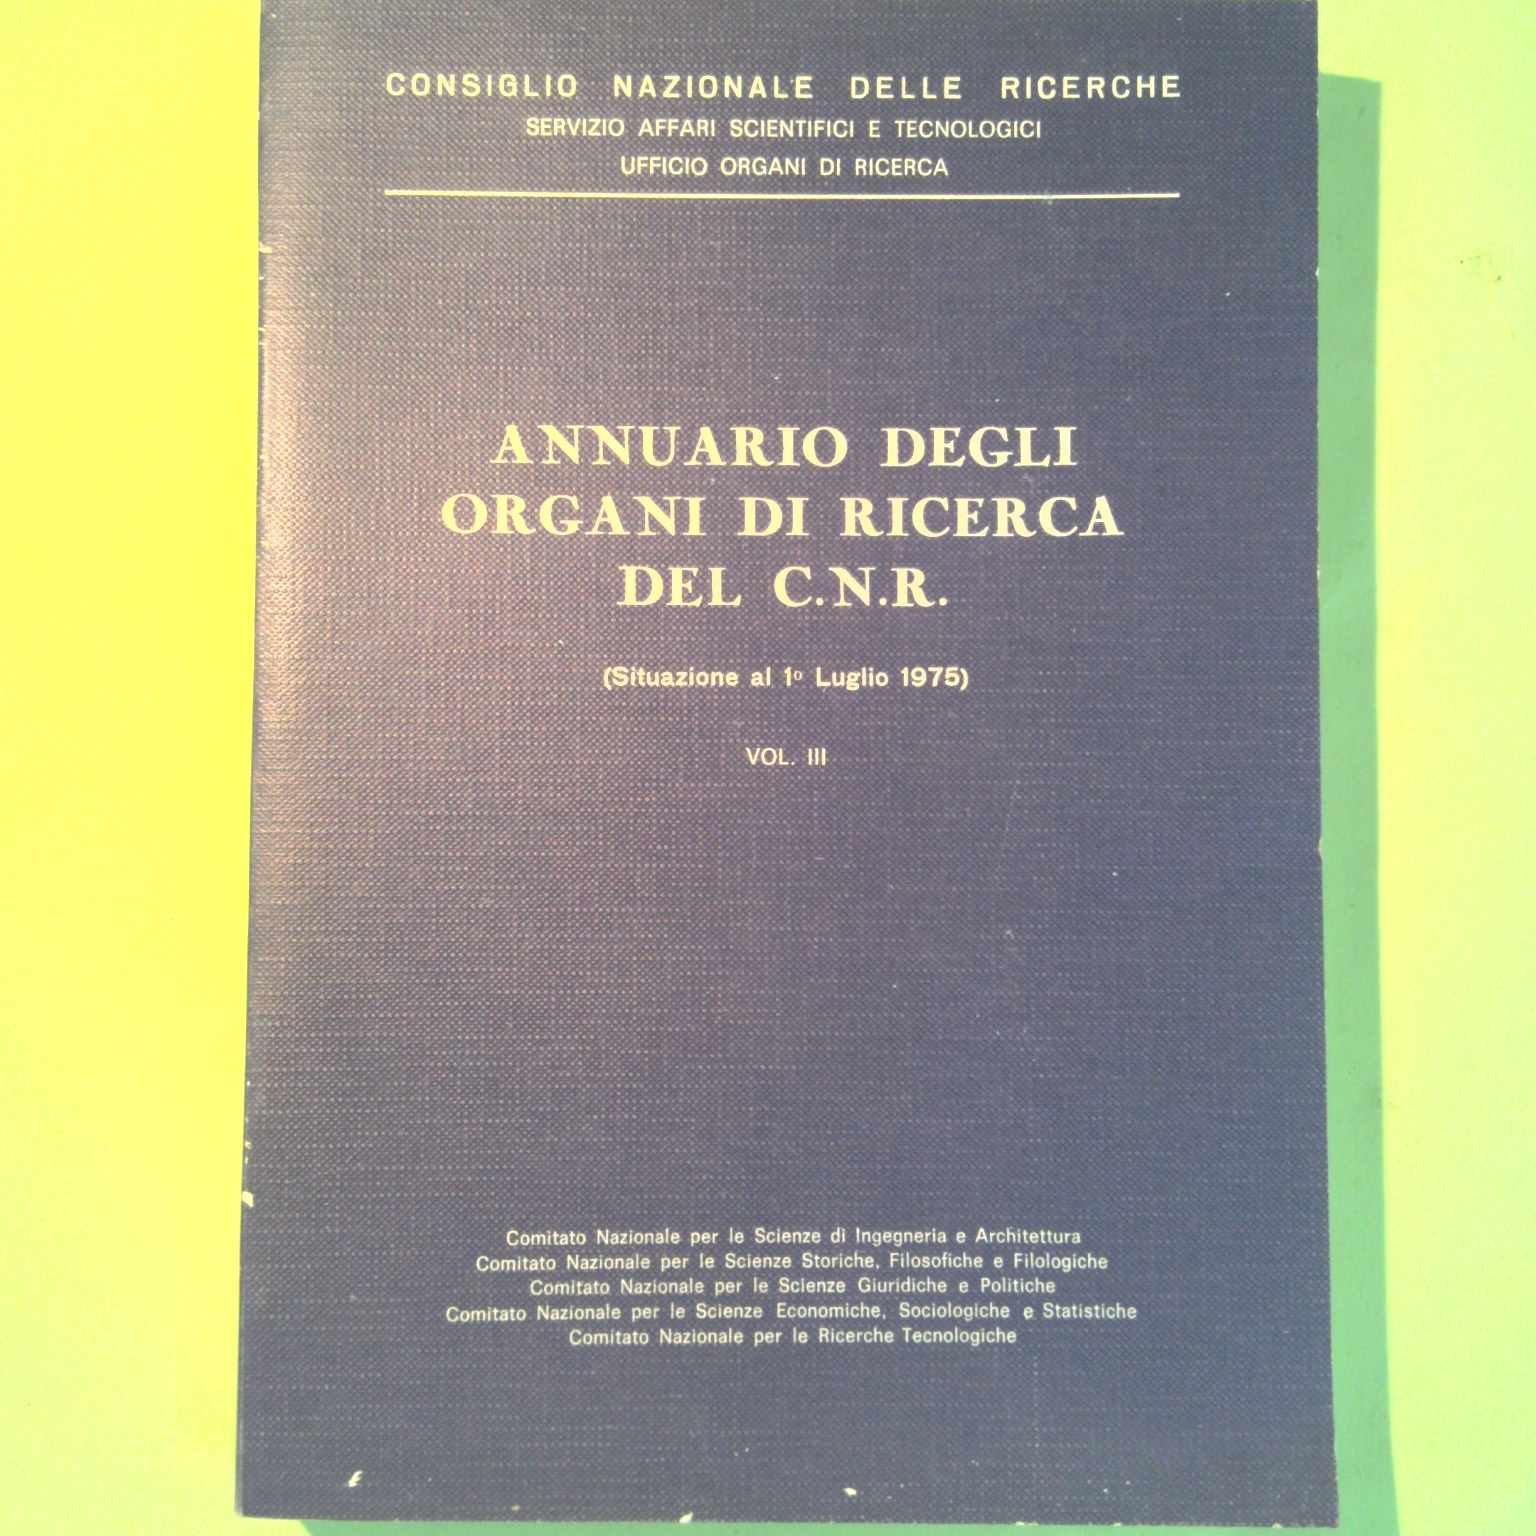 CONSIGLIO NAZIONALE DELLE RICERCHE
SERVIZIO AFFARI SCIENTIFICI E TECNOLOGICI
UFFICIO ORGANI DI RICERCA
ANNUARIO DEGLI
ORGANI DI RICERCA
DEL C.N.R.
(Situazione al 1º Luglio 1975)
VOL. III
Comitato Nazionale per le Scienze di Ingegneria e Architettura
Comitato Nazionale per le Scienze Storiche, Filosofiche e Filologiche
Comitato Nazionale per le Scienze Giuridiche e Politiche
Comitato Nazionale per le Scienze Economiche, Sociologiche e Statistiche
Comitato Nazionale per le Ricerche Tecnologiche